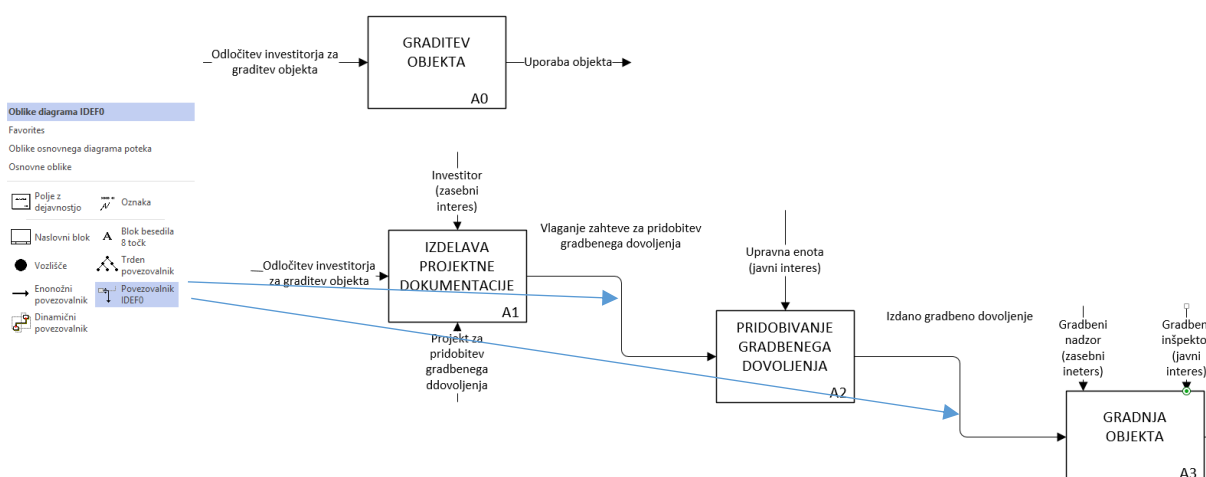 GRADITEV
OBJEKTA
A0
Odločitev investitorja za
graditev objekta
Uporaba objekta
Oblike diagrama IDEF0
Favorites
Oblike osnovnega diagrama poteka
Osnovne oblike
Polje z
dejavnostjo
Oznaka
Naslovni blok
A
Blok besedila
8 točk
Vozlišče
Trden
povezovalnik
Enonožni
povezovalnik
Povezovalnik
IDEF0
Dinamični
povezovalnik
Investitor
(zasebni
interes)
Odločitev investitorja
za graditev objekta
IZDELAVA
PROJEKTNE
DOKUMENTACIJE
A1
Projekt za
pridobitev
gradbenega
ddovoljenja
Vlaganje zahteve za pridobitev
gradbenega dovoljenja
Upravna enota
(javni interes)
PRIDOBIVANJE
GRADBENEGA
DOVOLJENJA
A2
Izdano gradbeno dovoljenje
Gradbeni
nadzor
(zasebni
ineters)
Gradben
inšpekto
(javni
interes)
GRADNJA
OBJEKTA
A3